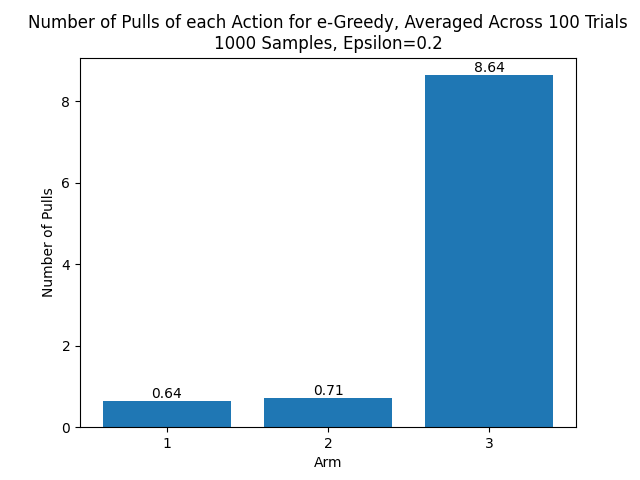 Number of Pulls of each Action for e-Greedy, Averaged Across 100 Trials
1000 Samples, Epsilon=0.2
8.64
8
6
Number of Pulls
4
2
0.64
0.71
0
1
2
3
Arm